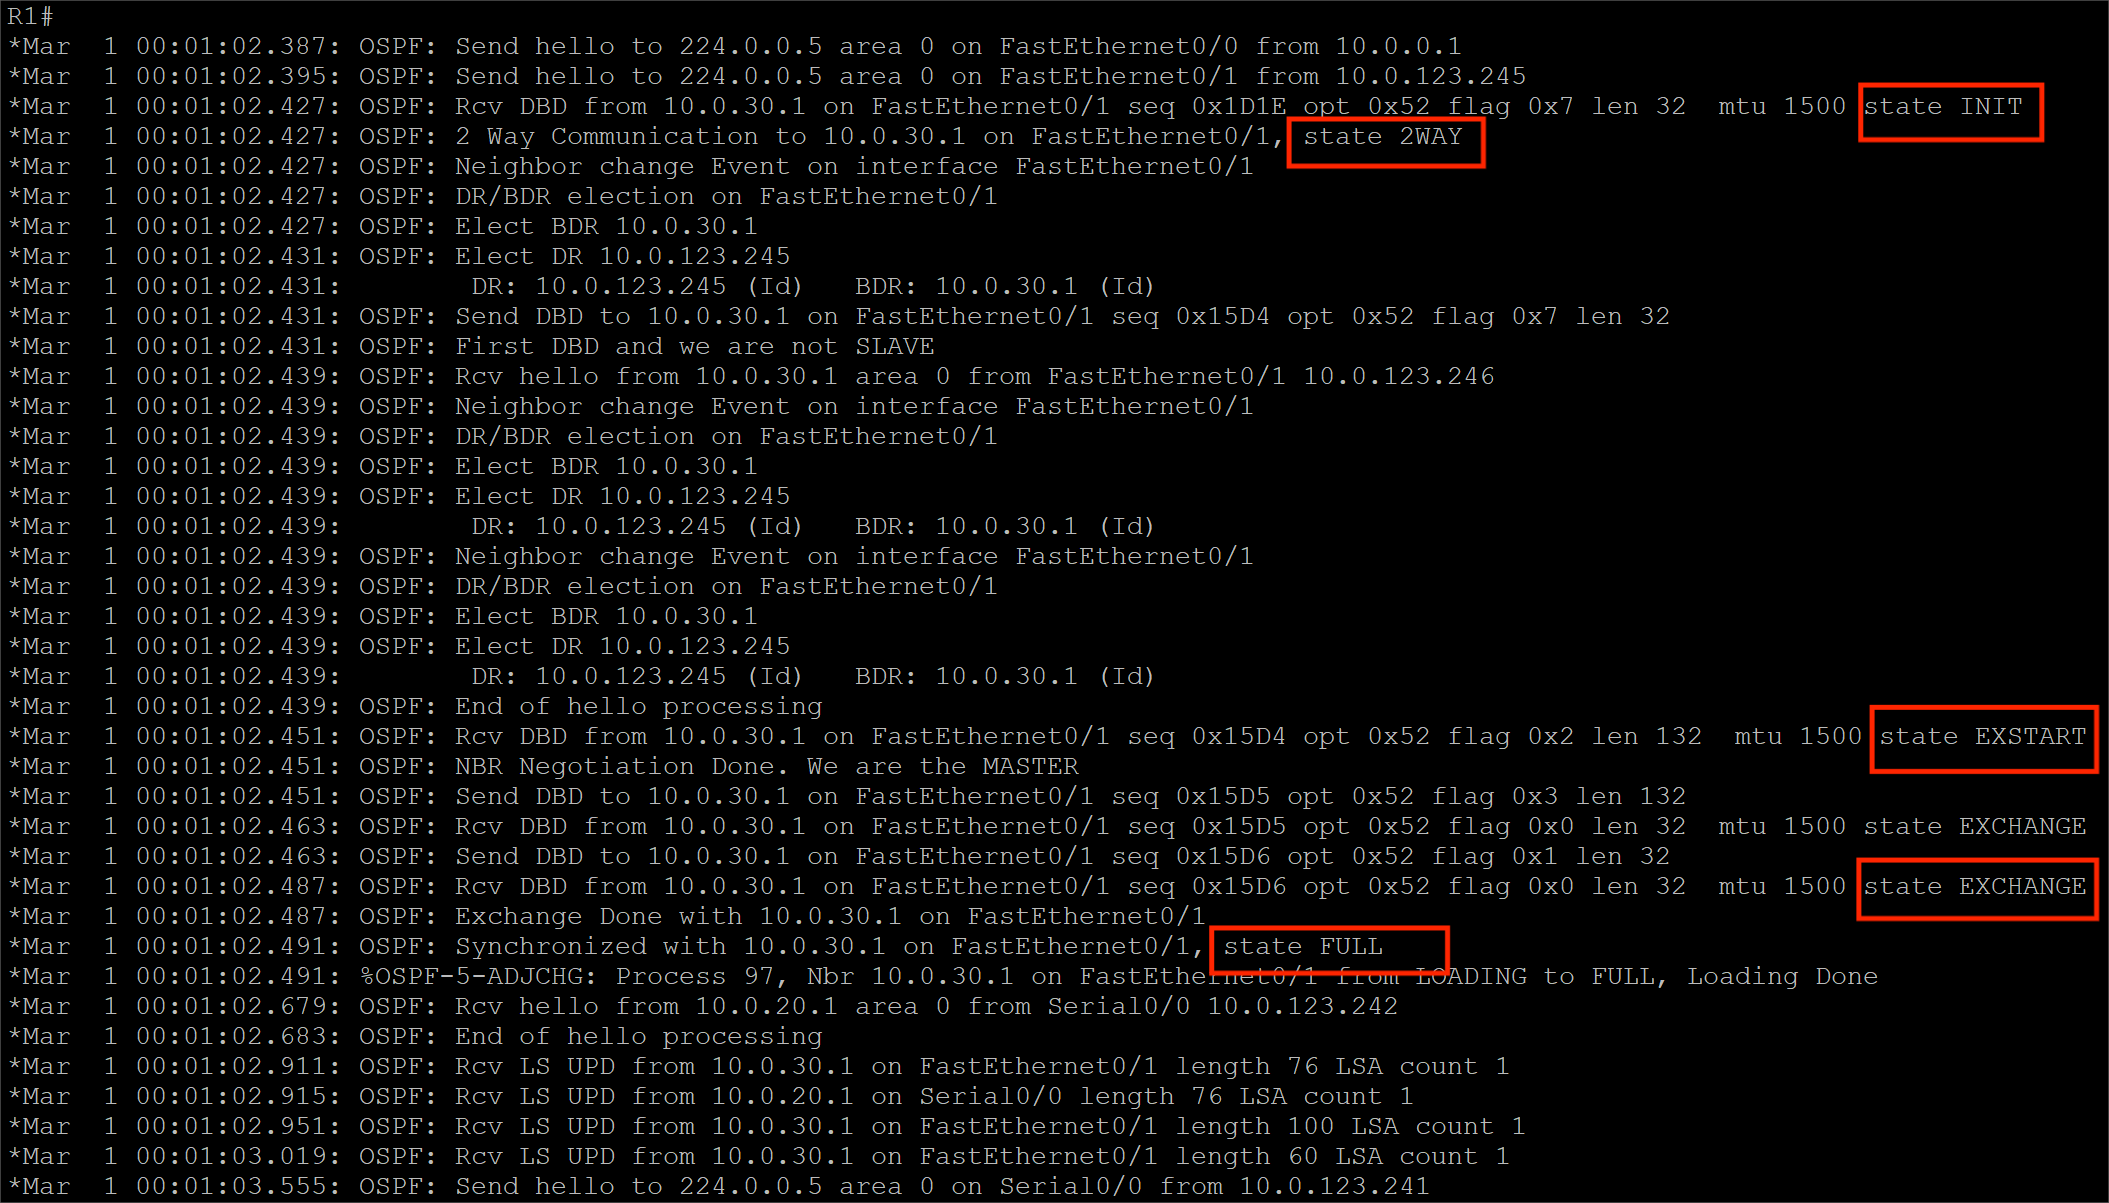 R1#
*Mar  1 00:01:02.387: OSPF: Send hello to 224.0.0.5 area 0 on FastEthernet0/0 from 10.0.0.1
*Mar  1 00:01:02.395: OSPF: Send hello to 224.0.0.5 area 0 on FastEthernet0/1 from 10.0.123.245
*Mar  1 00:01:02.427: OSPF: Rcv DBD from 10.0.30.1 on FastEthernet0/1 seq 0x1D1E opt 0x52 flag 0x7 len 32  mtu 1500 state INIT
*Mar  1 00:01:02.427: OSPF: 2 Way Communication to 10.0.30.1 on FastEthernet0/1, state 2WAY
*Mar  1 00:01:02.427: OSPF: Neighbor change Event on interface FastEthernet0/1
*Mar  1 00:01:02.427: OSPF: DR/BDR election on FastEthernet0/1
*Mar  1 00:01:02.427: OSPF: Elect BDR 10.0.30.1
*Mar  1 00:01:02.431: OSPF: Elect DR 10.0.123.245
*Mar  1 00:01:02.431:        DR: 10.0.123.245 (Id)   BDR: 10.0.30.1 (Id)
*Mar  1 00:01:02.431: OSPF: Send DBD to 10.0.30.1 on FastEthernet0/1 seq 0x15D4 opt 0x52 flag 0x7 len 32
*Mar  1 00:01:02.431: OSPF: First DBD and we are not SLAVE
*Mar  1 00:01:02.439: OSPF: Rcv hello from 10.0.30.1 area 0 from FastEthernet0/1 10.0.123.246
*Mar  1 00:01:02.439: OSPF: Neighbor change Event on interface FastEthernet0/1
*Mar  1 00:01:02.439: OSPF: DR/BDR election on FastEthernet0/1
*Mar  1 00:01:02.439: OSPF: Elect BDR 10.0.30.1
*Mar  1 00:01:02.439: OSPF: Elect DR 10.0.123.245
*Mar  1 00:01:02.439:        DR: 10.0.123.245 (Id)   BDR: 10.0.30.1 (Id)
*Mar  1 00:01:02.439: OSPF: Neighbor change Event on interface FastEthernet0/1
*Mar  1 00:01:02.439: OSPF: DR/BDR election on FastEthernet0/1
*Mar  1 00:01:02.439: OSPF: Elect BDR 10.0.30.1
*Mar  1 00:01:02.439: OSPF: Elect DR 10.0.123.245
*Mar  1 00:01:02.439:        DR: 10.0.123.245 (Id)   BDR: 10.0.30.1 (Id)
*Mar  1 00:01:02.439: OSPF: End of hello processing
*Mar  1 00:01:02.451: OSPF: Rcv DBD from 10.0.30.1 on FastEthernet0/1 seq 0x15D4 opt 0x52 flag 0x2 len 132  mtu 1500 state EXSTART
*Mar  1 00:01:02.451: OSPF: NBR Negotiation Done. We are the MASTER
*Mar  1 00:01:02.451: OSPF: Send DBD to 10.0.30.1 on FastEthernet0/1 seq 0x15D5 opt 0x52 flag 0x3 len 132
*Mar  1 00:01:02.463: OSPF: Rcv DBD from 10.0.30.1 on FastEthernet0/1 seq 0x15D5 opt 0x52 flag 0x0 len 32  mtu 1500 state EXCHANGE
*Mar  1 00:01:02.463: OSPF: Send DBD to 10.0.30.1 on FastEthernet0/1 seq 0x15D6 opt 0x52 flag 0x1 len 32
*Mar  1 00:01:02.487: OSPF: Rcv DBD from 10.0.30.1 on FastEthernet0/1 seq 0x15D6 opt 0x52 flag 0x0 len 32  mtu 1500 state EXCHANGE
*Mar  1 00:01:02.487: OSPF: Exchange Done with 10.0.30.1 on FastEthernet0/1
*Mar  1 00:01:02.491: OSPF: Synchronized with 10.0.30.1 on FastEthernet0/1, state FULL
*Mar  1 00:01:02.491: %OSPF-5-ADJCHG: Process 97, Nbr 10.0.30.1 on FastEthernet0/1 from LOADING to FULL, Loading Done
*Mar  1 00:01:02.679: OSPF: Rcv hello from 10.0.20.1 area 0 from Serial0/0 10.0.123.242
*Mar  1 00:01:02.683: OSPF: End of hello processing
*Mar  1 00:01:02.911: OSPF: Rcv LS UPD from 10.0.30.1 on FastEthernet0/1 length 76 LSA count 1
*Mar  1 00:01:02.915: OSPF: Rcv LS UPD from 10.0.20.1 on Serial0/0 length 76 LSA count 1
*Mar  1 00:01:02.951: OSPF: Rcv LS UPD from 10.0.30.1 on FastEthernet0/1 length 100 LSA count 1
*Mar  1 00:01:03.019: OSPF: Rcv LS UPD from 10.0.30.1 on FastEthernet0/1 length 60 LSA count 1
*Mar  1 00:01:03.555: OSPF: Send hello to 224.0.0.5 area 0 on Serial0/0 from 10.0.123.241